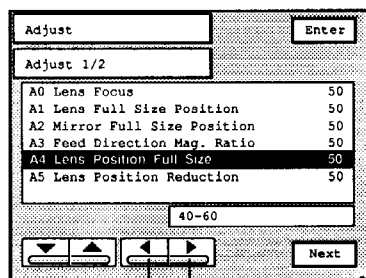 Adjust
Enter
Adjust 1/2
A0 Lens Focus 50
A1 Lens Full Size Position 50
A2 Mirror Full Size Position 50
A3 Feed Direction Mag. Ratio 50
A4 Lens Position Full Size 50
A5 Lens Position Reduction 50
40-60
Next